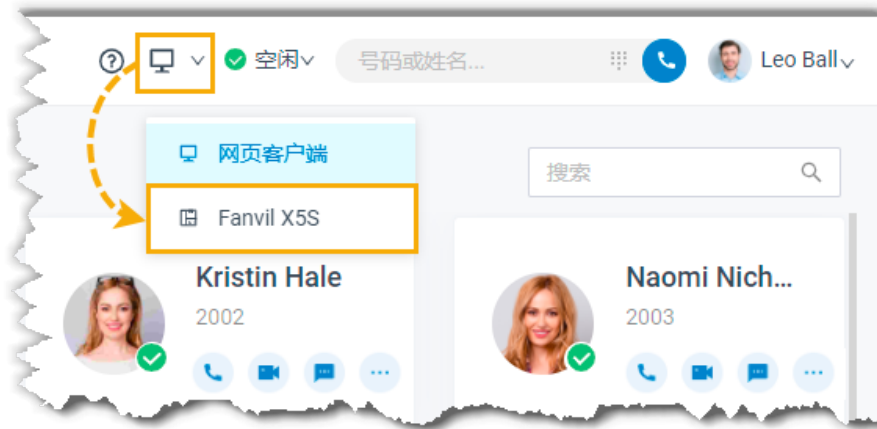 空闲
号码或姓名...
Leo Ball
网页客户端
搜索
Fanvil X5S
Kristin Hale
2002
Naomi Nich...
2003